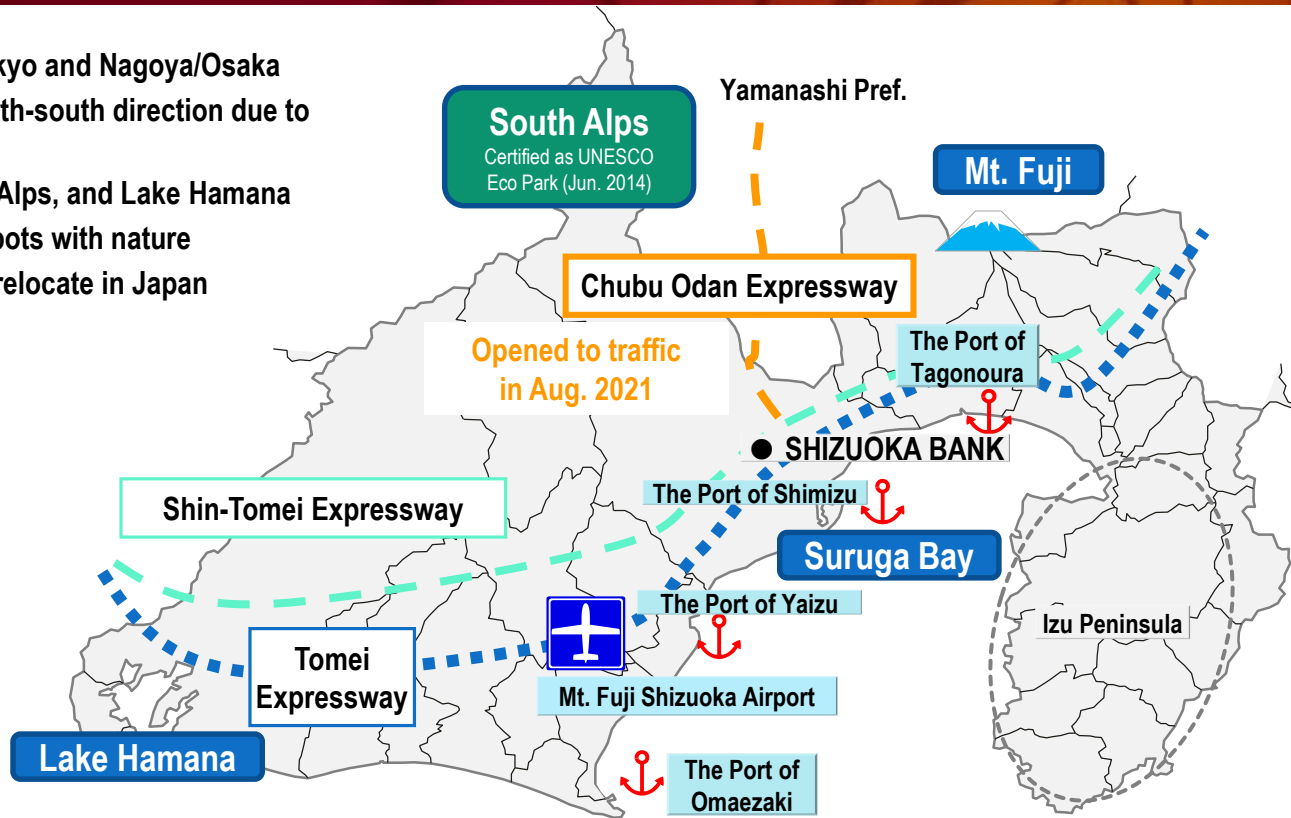 kyo and Nagoya/Osaka
th-south direction due to
Alps, and Lake Hamana
pots with nature
relocate in Japan
South Alps
Certified as UNESCO
Eco Park (Jun. 2014)
Yamanashi Pref.
Mt. Fuji
Chubu Odan Expressway
Opened to traffic
in Aug. 2021
The Port of
Tagonoura
SHIZUOKA BANK
Shin-Tomei Expressway
The Port of Shimizu
Suruga Bay
The Port of Yaizu
Izu Peninsula
Tomei
Expressway
Mt. Fuji Shizuoka Airport
Lake Hamana
The Port of
Omaezaki